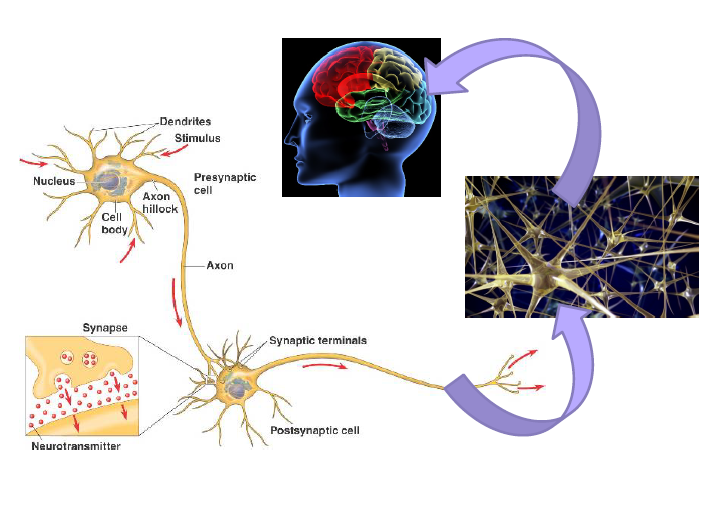 Dendrites
Stimulus
Nucleus
Presynaptic
cell
Axon
hillock
Cell
body
Axon
Synapse
Synaptic terminals
Postsynaptic cell
Neurotransmitter